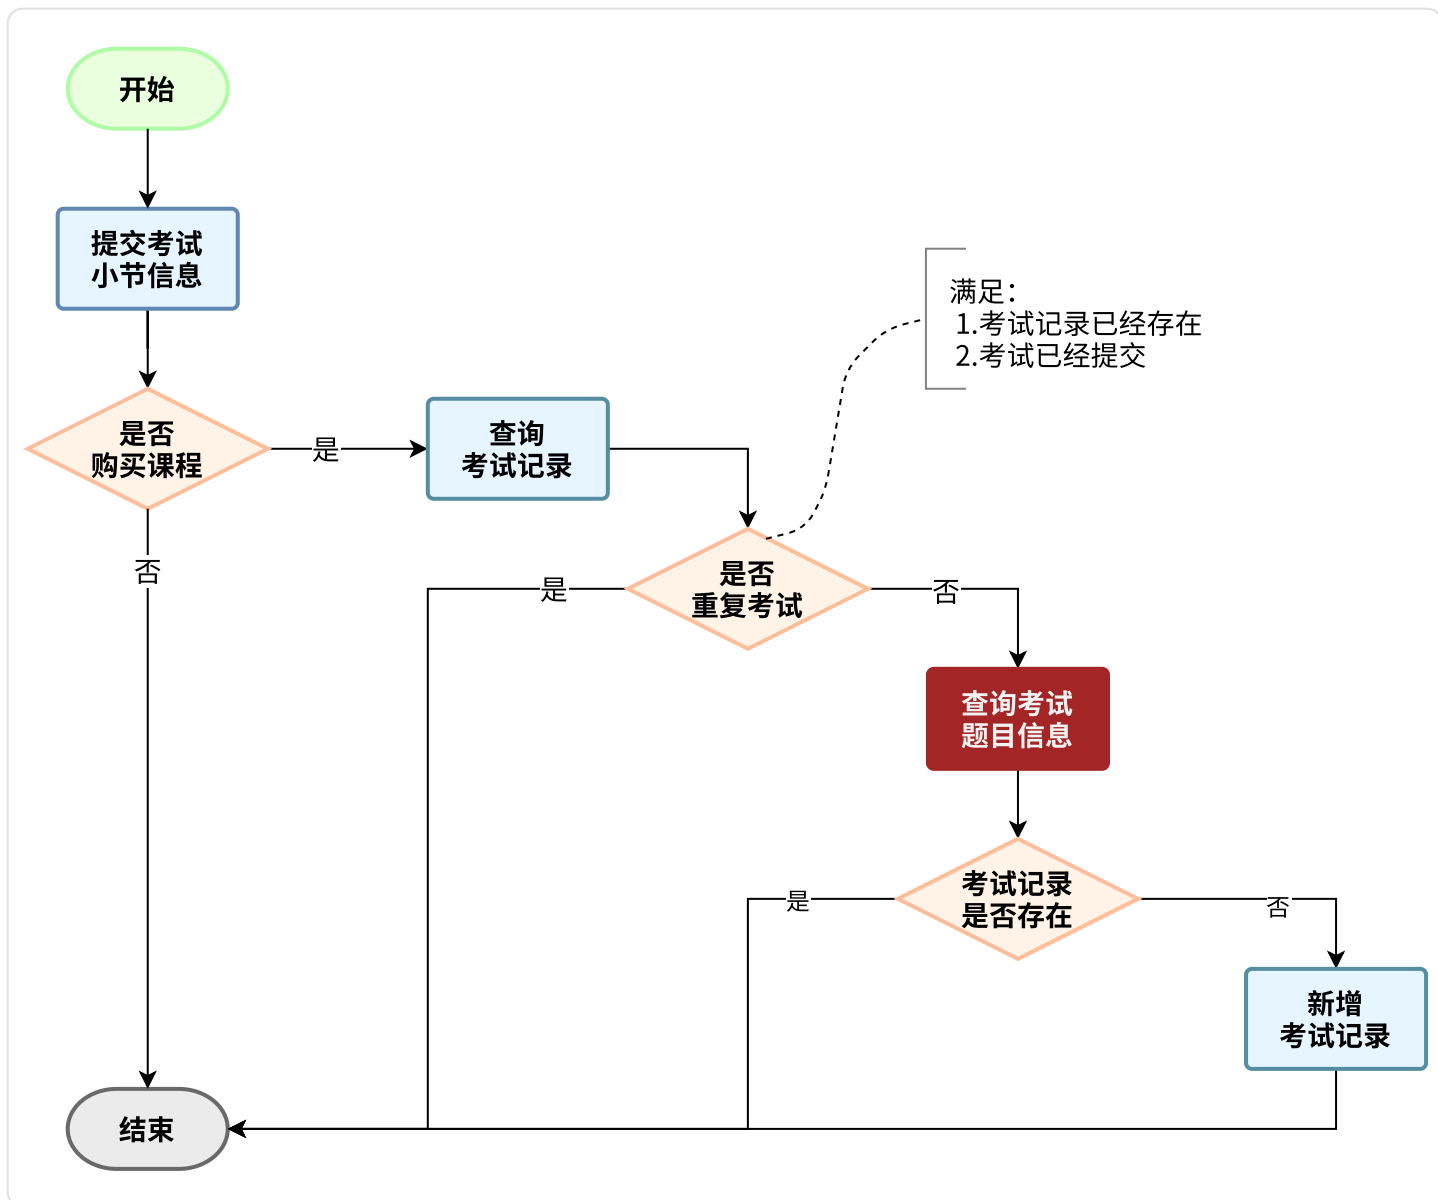 开始
提交考试
小节信息
满足：
1.考试记录已经存在
2.考试已经提交
是否
购买课程
是
查询
考试记录
否
是否
重复考试
是
否
查询考试
题目信息
考试记录
是否存在
是
否
新增
考试记录
结束